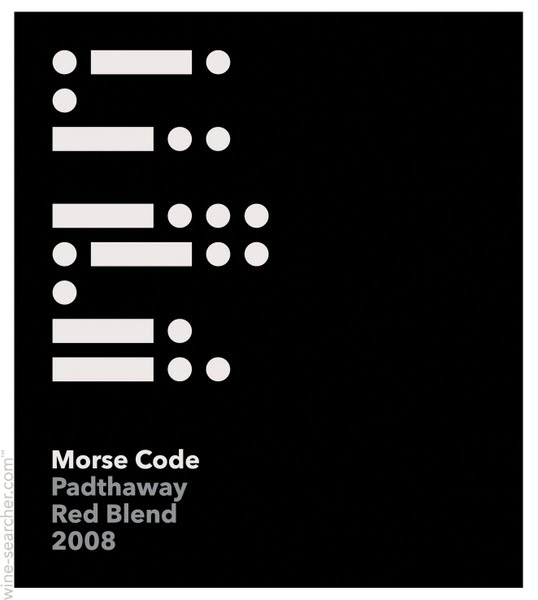 .-.
.
-..

-...
.-..
.
-.
-..

Morse Code
Padthaway
Red Blend
2008
wine-searcher.com™